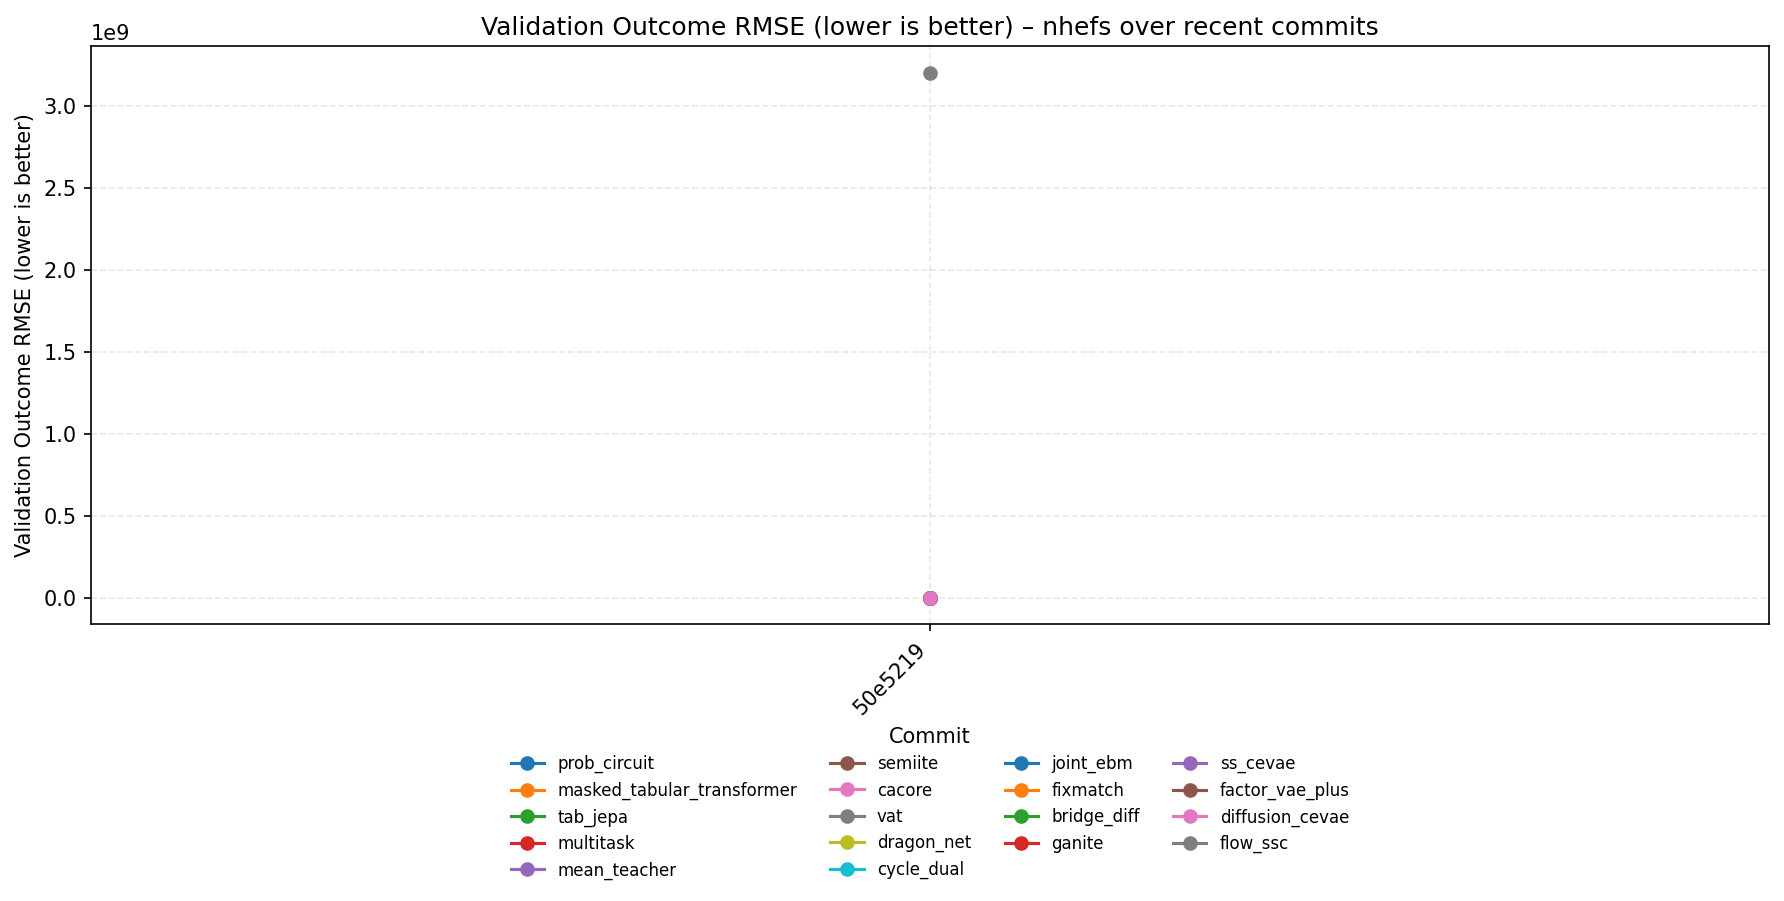 Validation Outcome RMSE (lower is better) – nhefs over recent commits
1e9
Validation Outcome RMSE (lower is better)
3.0
2.5
2.0
1.5
1.0
0.5
0.0
50e5219
Commit
prob_circuit
masked_tabular_transformer
tab_jepa
multitask
mean_teacher
semiite
cacore
vat
dragon_net
cycle_dual
joint_ebm
fixmatch
bridge_diff
ganite
ss_cevae
factor_vae_plus
diffusion_cevae
flow_ssc